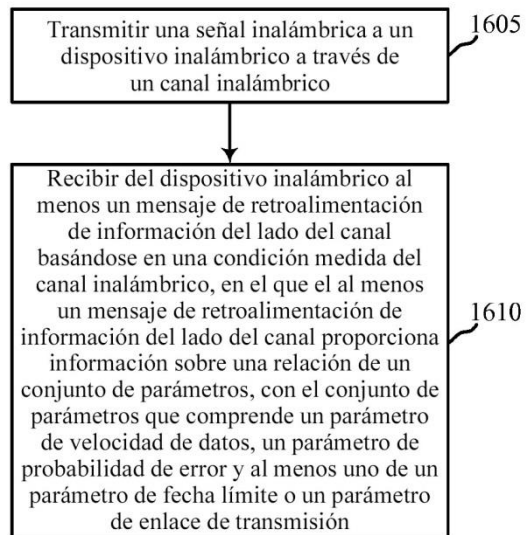 Transmitir una señal inalámbrica a un
dispositivo inalámbrico a través de
un canal inalámbrico
1605
Recibir del dispositivo inalámbrico al
menos un mensaje de retroalimentación
de información del lado del canal
basándose en una condición medida del
canal inalámbrico, en el que el al menos
un mensaje de retroalimentación de
información del lado del canal proporciona
información sobre una relación de un
conjunto de parámetros, con el conjunto de
parámetros que comprende un parámetro
de velocidad de datos, un parámetro de
probabilidad de error y al menos uno de un
parámetro de fecha límite o un parámetro
de enlace de transmisión
1610